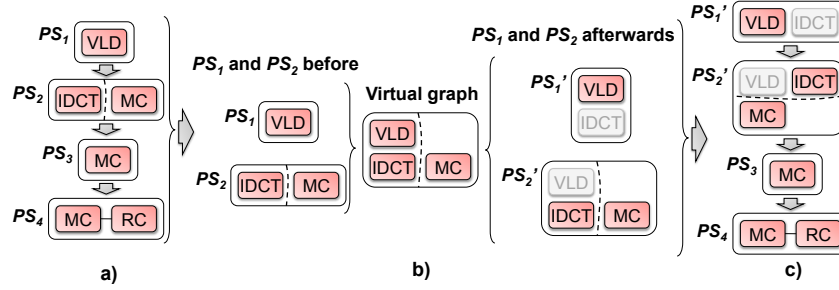 PS1
VLD
PS2
IDCT MC
PS3
MC
PS4
MC RC
a)
PS1 and PS2 before
PS1
VLD
PS2
IDCT MC
Virtual graph
VLD
IDCT MC
b)
PS1 and PS2 afterwards
PS1'
VLD
IDCT
PS2'
VLD
IDCT MC
PS1'
VLD IDCT
PS2'
VLD IDCT
MC
PS3
MC
PS4
MC RC
c)